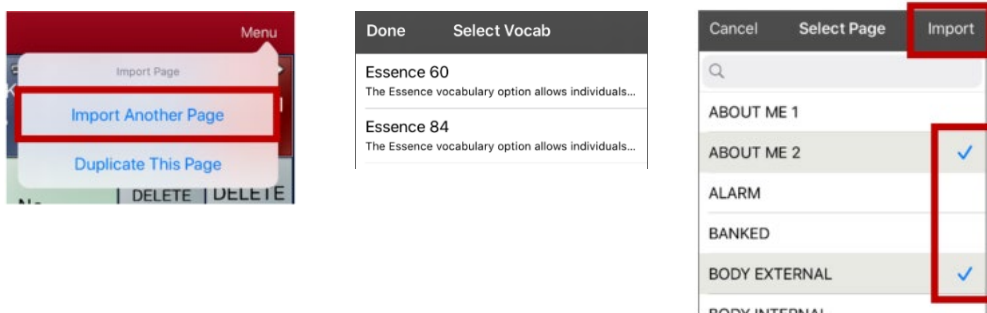 Menu
Import Page
Import Another Page
Duplicate This Page
DELETE DELETE
Done Select Vocab
Essence 60
The Essence vocabulary option allows individuals...
Essence 84
The Essence vocabulary option allows individuals...
Cancel Select Page Import
ABOUT ME 1
ABOUT ME 2
ALARM
BANKED
BODY EXTERNAL
BODY INTERNAL